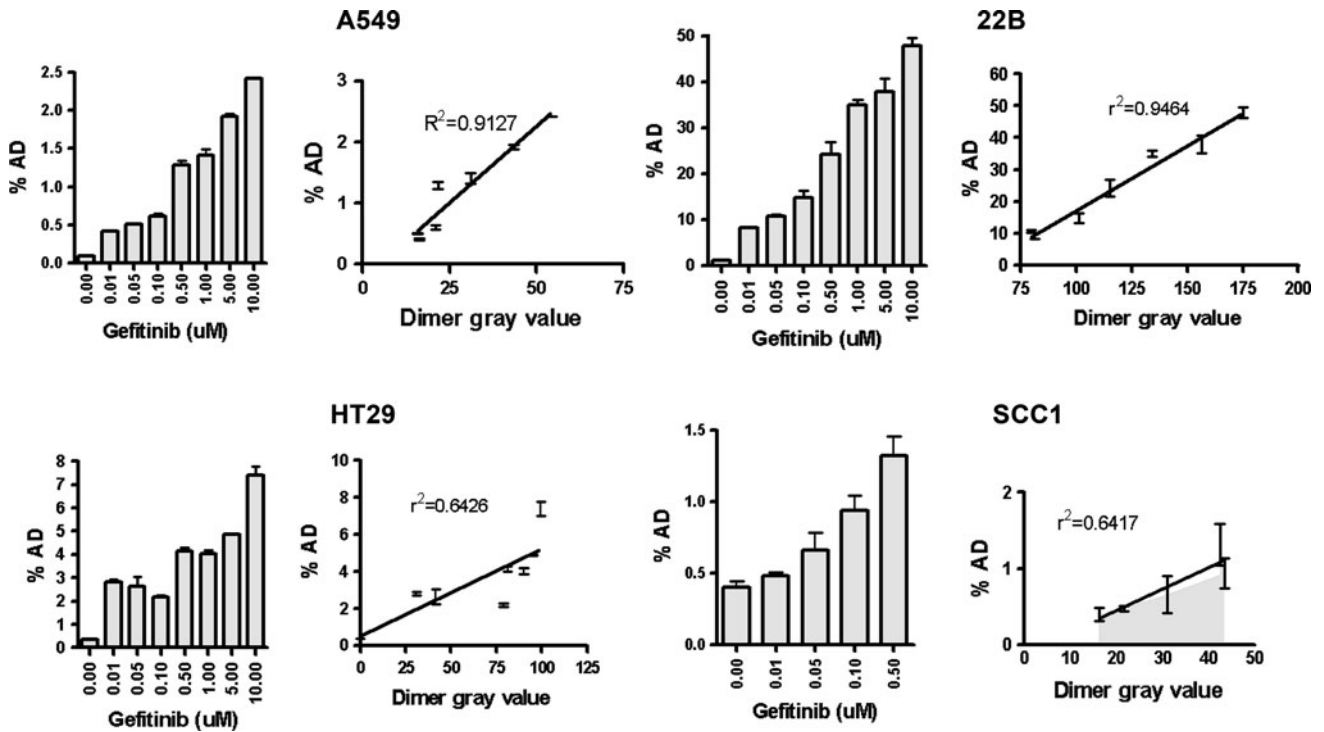 A549
22B
2.5
2.0
1.5
1.0
0.5
0.0
% AD
0.00
0.01
0.05
0.10
0.50
1.00
5.00
10.00
Gefitinib (uM)
3
2
1
0
% AD
R²=0.9127
0 25 50 75
Dimer gray value
50
40
30
20
10
0
% AD
0.00
0.01
0.05
0.10
0.50
1.00
5.00
10.00
Gefitinib (uM)
60
50
40
30
20
10
0
% AD
r²=0.9464
75 100 125 150 175 200
Dimer gray value
HT29
SCC1
8
7
6
5
4
3
2
1
0
% AD
0.00
0.01
0.05
0.10
0.50
1.00
5.00
10.00
Gefitinib (uM)
10
8
6
4
2
0
% AD
r²=0.6426
0 25 50 75 100 125
Dimer gray value
1.5
1.0
0.5
0.0
% AD
0.00
0.01
0.05
0.10
0.50
Gefitinib (uM)
2
1
0
% AD
r²=0.6417
0 10 20 30 40 50
Dimer gray value